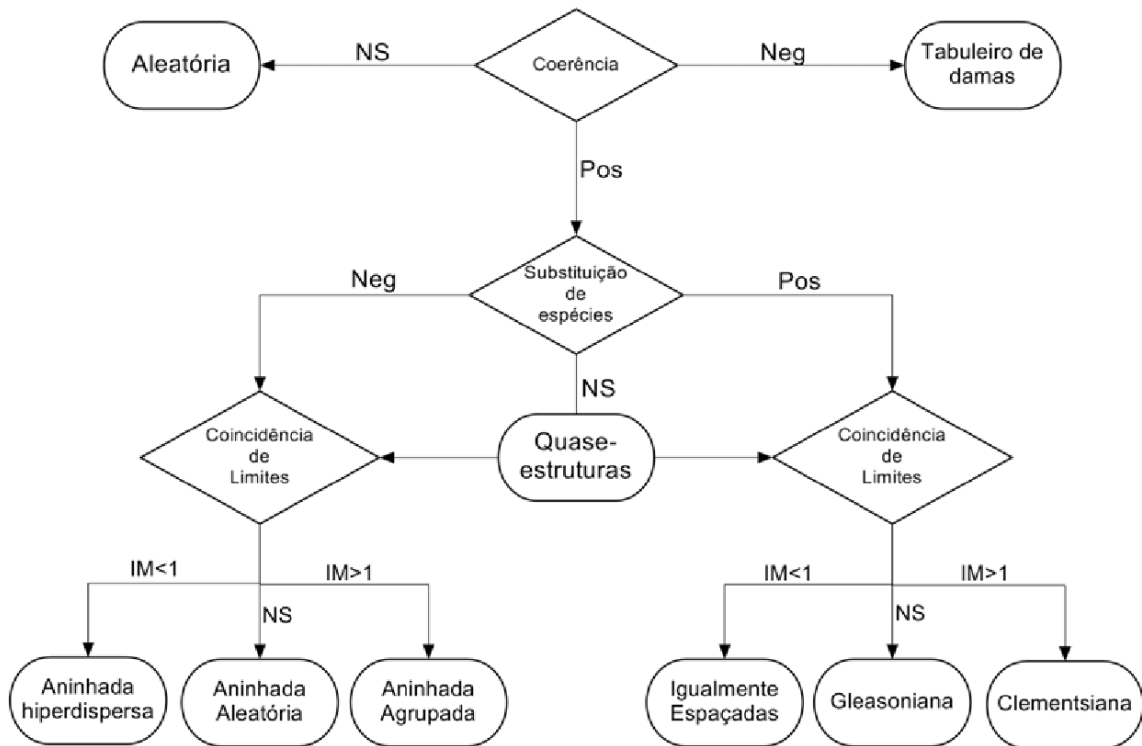 Aleatória
NS
Coerência
Neg
Tabuleiro de
damas
Pos
Neg
Substituição
de
espécies
Pos
NS
Coincidência
de
Limites
Quase-
estruturas
Coincidência
de
Limites
IM<1
IM>1
NS
IM<1
IM>1
NS
Aninhada
hiperdispersa
Aninhada
Aleatória
Aninhada
Agrupada
Igualmente
Espaçadas
Gleasoniana
Clementsiana